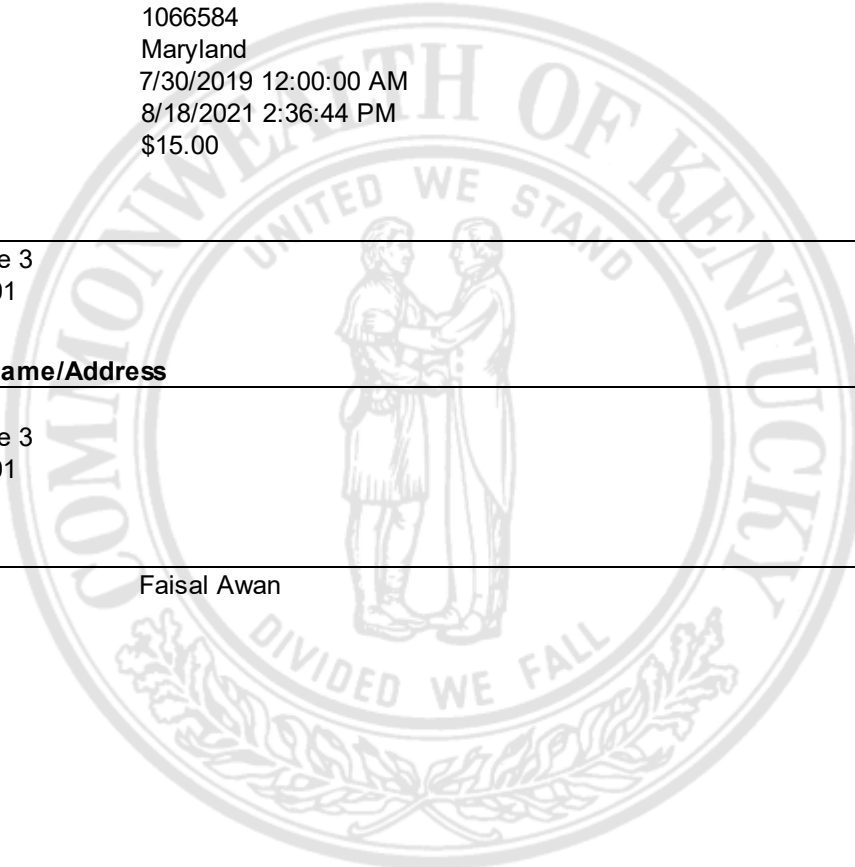 1066584
Maryland
7/30/2019 12:00:00 AM
8/18/2021 2:36:44 PM
$15.00
e 3
01
ame/Address
e 3
01
Faisal Awan
COMMONWEALTH OF KENTUCKY
UNITED WE STAND
DIVIDED WE FALL